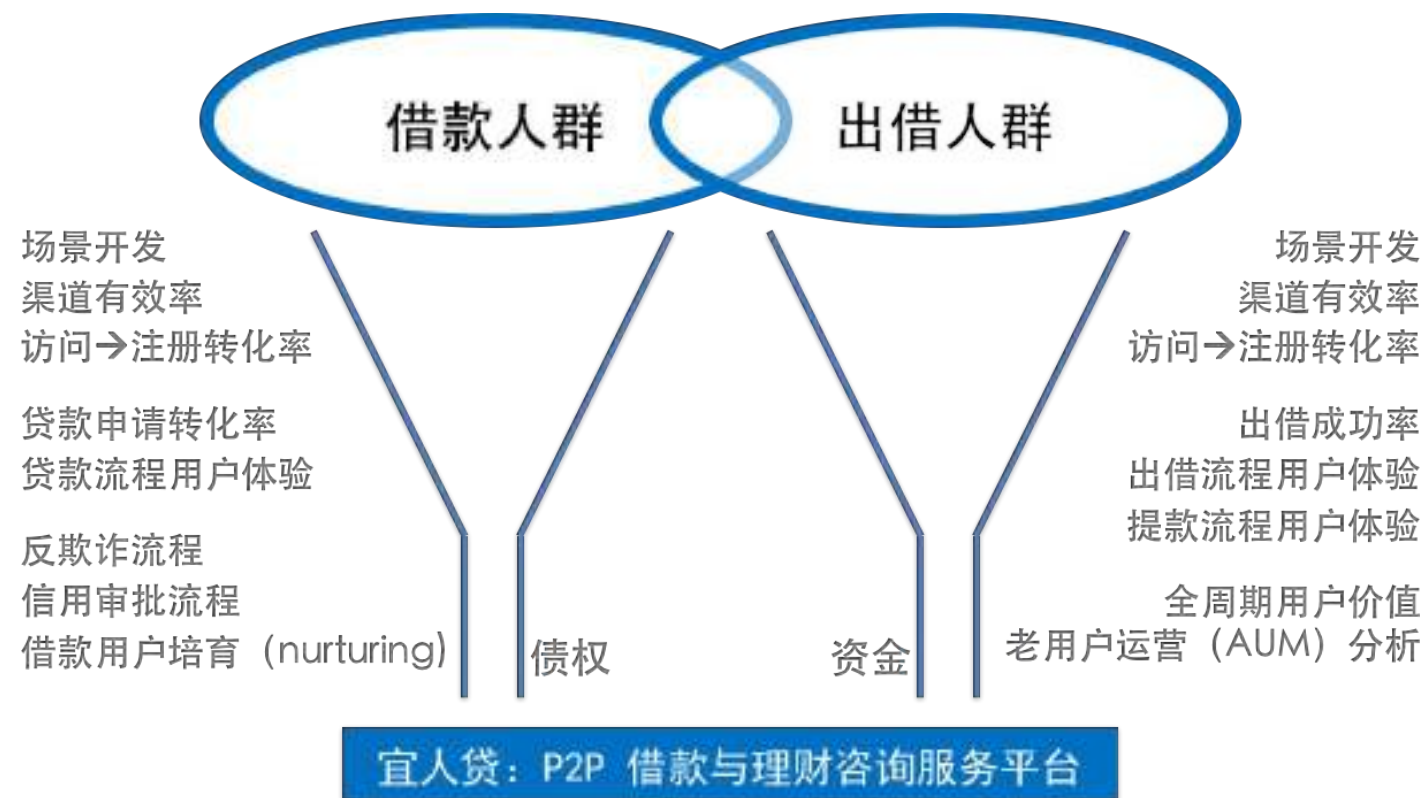 借款人群
出借人群
场景开发
渠道有效率
访问→注册转化率
贷款申请转化率
贷款流程用户体验
反欺诈流程
信用审批流程
借款用户培育（nurturing)
债权
场景开发
渠道有效率
访问→注册转化率
出借成功率
出借流程用户体验
提款流程用户体验
全周期用户价值
老用户运营（AUM）分析
资金
宜人贷：P2P 借款与理财咨询服务平台